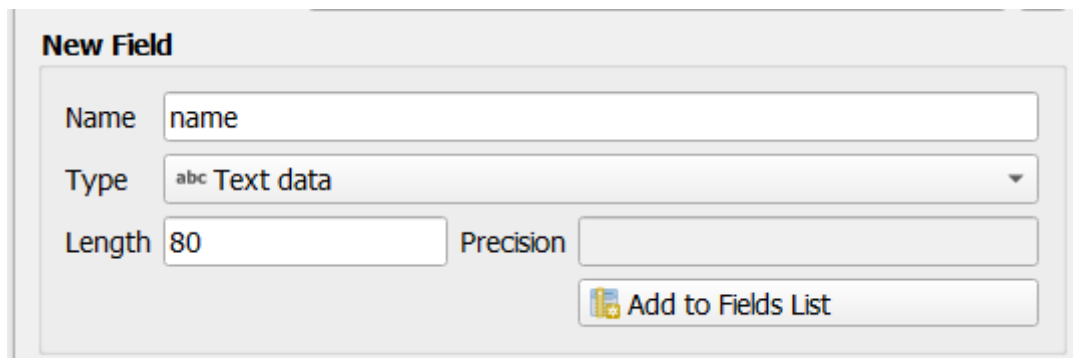 New Field
Name name
Type abc Text data
Length 80 Precision
Add to Fields List